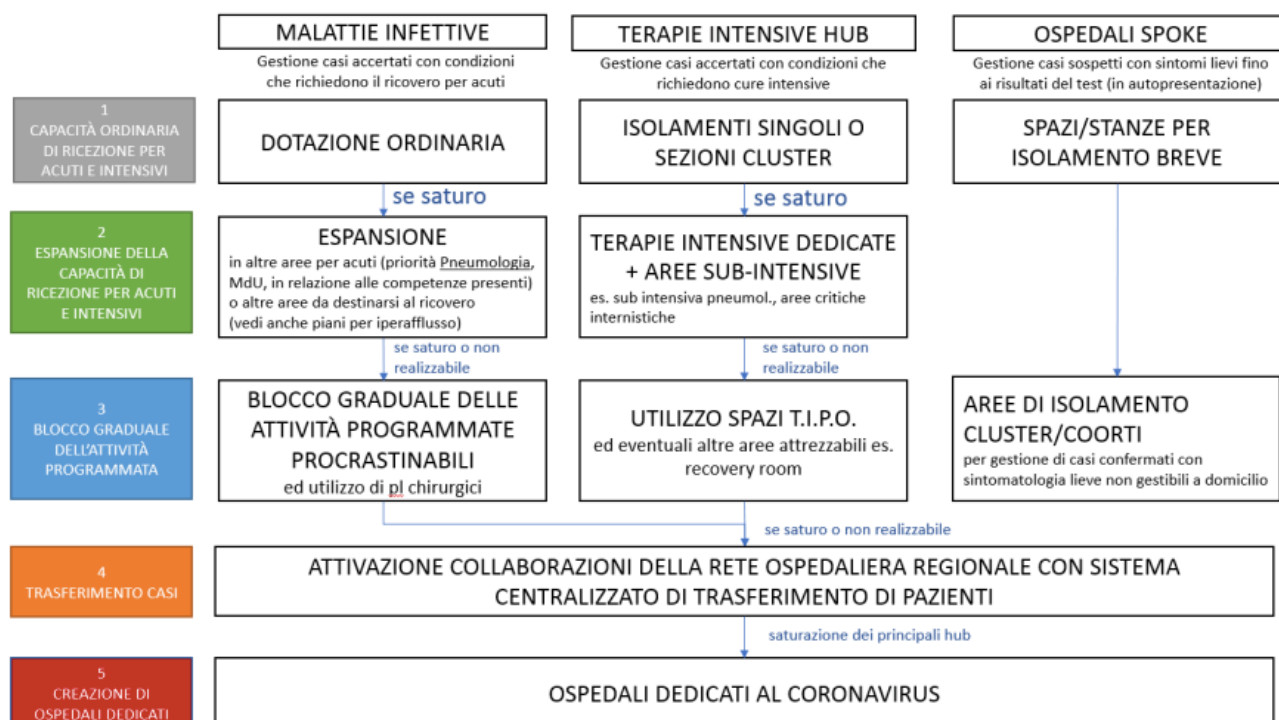 MALATTIE INFETTIVE
Gestione casi accertati con condizioni
che richiedono il ricovero per acuti
TERAPIE INTENSIVE HUB
Gestione casi accertati con condizioni che
richiedono cure intensive
OSPEDALI SPOKE
Gestione casi sospetti con sintomi lievi fino
ai risultati del test (in autopresentazione)
1
CAPACITÀ ORDINARIA
DI RICEZIONE PER
ACUTI E INTENSIVI
DOTAZIONE ORDINARIA
ISOLAMENTI SINGOLI O
SEZIONI CLUSTER
SPAZI/STANZE PER
ISOLAMENTO BREVE
se saturo
se saturo
2
ESPANSIONE DELLA
CAPACITÀ DI
RICEZIONE PER ACUTI
E INTENSIVI
ESPANSIONE
in altre aree per acuti (priorità Pneumologia,
MdU, in relazione alle competenze presenti)
o altre aree da destinarsi al ricovero
(vedi anche piani per iperafflusso)
TERAPIE INTENSIVE DEDICATE
+ AREE SUB-INTENSIVE
es. sub intensiva pneumol., aree critiche
internistiche
se saturo o non
realizzabile
se saturo o non
realizzabile
3
BLOCCO GRADUALE
DELL'ATTIVITÀ
PROGRAMMATA
BLOCCO GRADUALE DELLE
ATTIVITÀ PROGRAMMATE
PROCRASTINABILI
ed utilizzo di pl chirurgici
UTILIZZO SPAZI T.I.P.O.
ed eventuali altre aree attrezzabili es.
recovery room
AREE DI ISOLAMENTO
CLUSTER/COORTI
per gestione di casi confermati con
sintomatologia lieve non gestibili a domicilio
se saturo o non realizzabile
4
TRASFERIMENTO CASI
ATTIVAZIONE COLLABORAZIONI DELLA RETE OSPEDALIERA REGIONALE CON SISTEMA
CENTRALIZZATO DI TRASFERIMENTO DI PAZIENTI
saturazione dei principali hub
5
CREAZIONE DI
OSPEDALI DEDICATI
OSPEDALI DEDICATI AL CORONAVIRUS